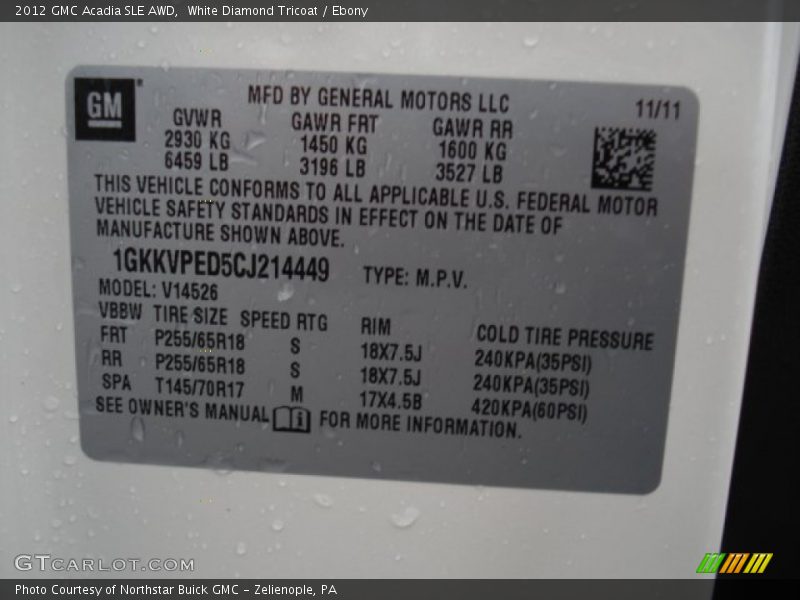 2012 GMC Acadia SLE AWD,  White Diamond Tricoat / Ebony
GM®
MFD BY GENERAL MOTORS LLC
11/11
GVWR GAWR FRT GAWR RR
2930 KG 1450 KG 1600 KG
6459 LB 3196 LB 3527 LB
THIS VEHICLE CONFORMS TO ALL APPLICABLE U.S. FEDERAL MOTOR
VEHICLE SAFETY STANDARDS IN EFFECT ON THE DATE OF
MANUFACTURE SHOWN ABOVE.
1GKKVPED5CJ214449 TYPE: M.P.V.
MODEL: V14526
VBBW TIRE SIZE SPEED RTG RIM COLD TIRE PRESSURE
FRT P255/65R18 S 18X7.5J 240KPA(35PSI)
RR P255/65R18 S 18X7.5J 240KPA(35PSI)
SPA T145/70R17 M 17X4.5B 420KPA(60PSI)
SEE OWNER'S MANUAL i FOR MORE INFORMATION.
GTCARLOT.COM
Photo Courtesy of Northstar Buick GMC - Zelienople, PA